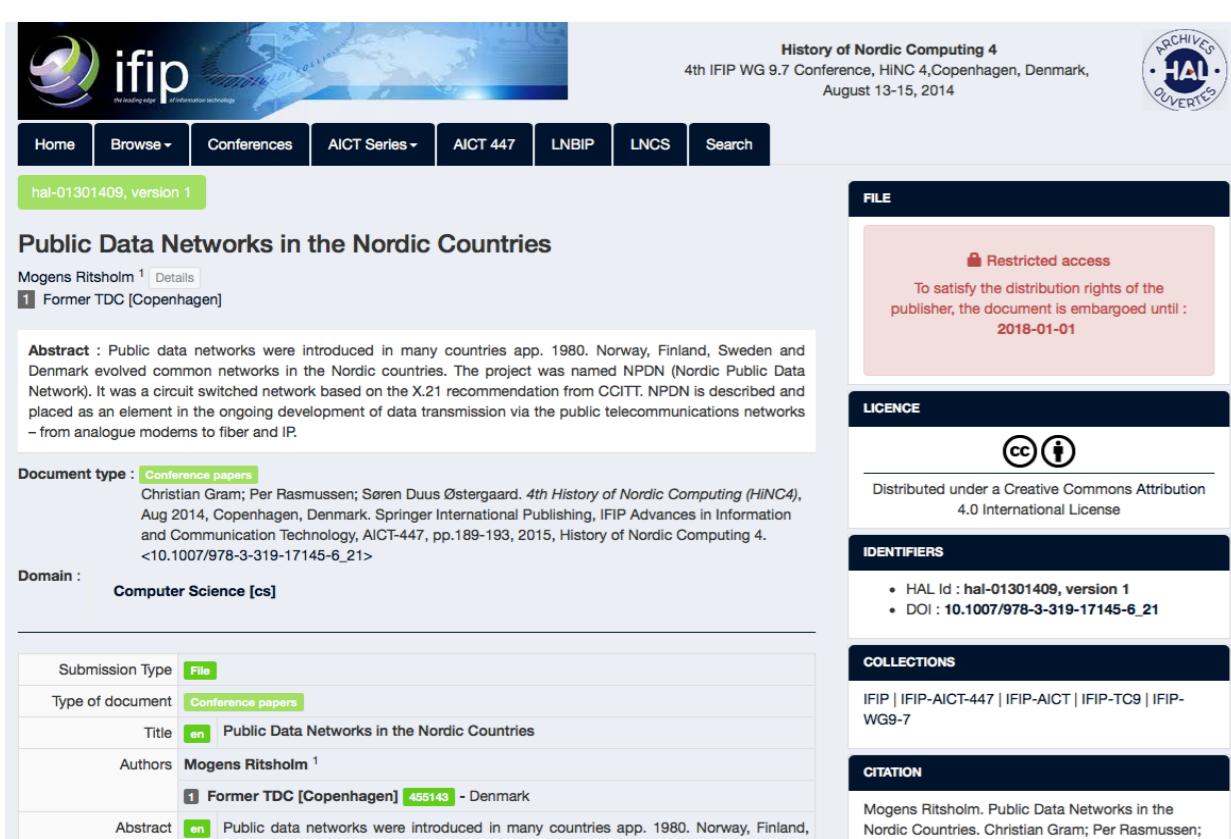 ifip
the leading edge of information technology
History of Nordic Computing 4
4th IFIP WG 9.7 Conference, HiNC 4,Copenhagen, Denmark,
August 13-15, 2014
ARCHIVES
HAL
OUVERTES
Home Browse Conferences AICT Series AICT 447 LNBIP LNCS Search
hal-01301409, version 1
Public Data Networks in the Nordic Countries
Mogens Ritsholm 1 Details
1 Former TDC [Copenhagen]
Abstract : Public data networks were introduced in many countries app. 1980. Norway, Finland, Sweden and
Denmark evolved common networks in the Nordic countries. The project was named NPDN (Nordic Public Data
Network). It was a circuit switched network based on the X.21 recommendation from CCITT. NPDN is described and
placed as an element in the ongoing development of data transmission via the public telecommunications networks
– from analogue modems to fiber and IP.
Document type : Conference papers
Christian Gram; Per Rasmussen; Søren Duus Østergaard. 4th History of Nordic Computing (HiNC4),
Aug 2014, Copenhagen, Denmark. Springer International Publishing, IFIP Advances in Information
and Communication Technology, AICT-447, pp.189-193, 2015, History of Nordic Computing 4.
<10.1007/978-3-319-17145-6_21>
Domain :
Computer Science [cs]
Submission Type File
Type of document Conference papers
Title en Public Data Networks in the Nordic Countries
Authors Mogens Ritsholm 1
1 Former TDC [Copenhagen] 455143 - Denmark
Abstract en Public data networks were introduced in many countries app. 1980. Norway, Finland,
FILE
Restricted access
To satisfy the distribution rights of the
publisher, the document is embargoed until :
2018-01-01
LICENCE
cc
Distributed under a Creative Commons Attribution
4.0 International License
IDENTIFIERS
• HAL Id : hal-01301409, version 1
• DOI : 10.1007/978-3-319-17145-6_21
COLLECTIONS
IFIP | IFIP-AICT-447 | IFIP-AICT | IFIP-TC9 | IFIP-
WG9-7
CITATION
Mogens Ritsholm. Public Data Networks in the
Nordic Countries. Christian Gram; Per Rasmussen;